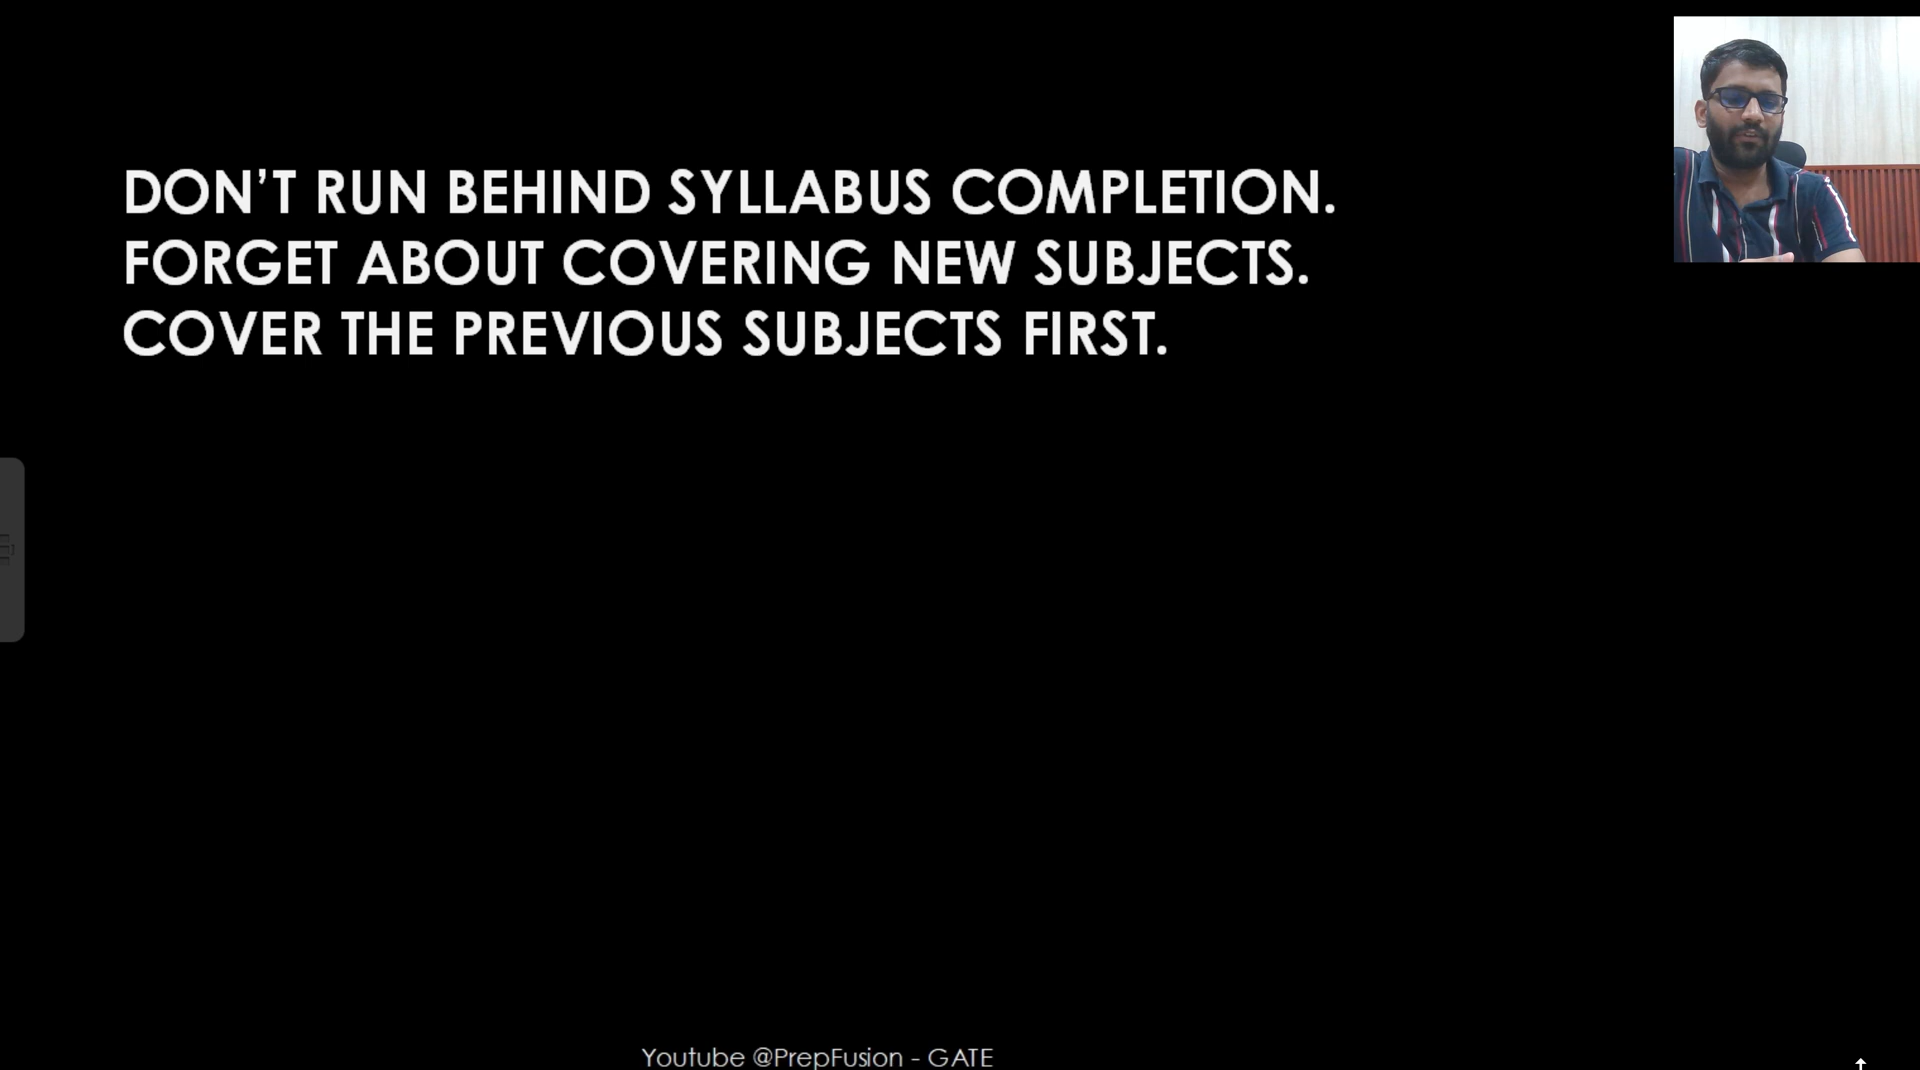 DON’T RUN BEHIND SYLLABUS COMPLETION.
FORGET ABOUT COVERING NEW SUBJECTS.
COVER THE PREVIOUS SUBJECTS FIRST.
Youtube @PrepFusion - GATE